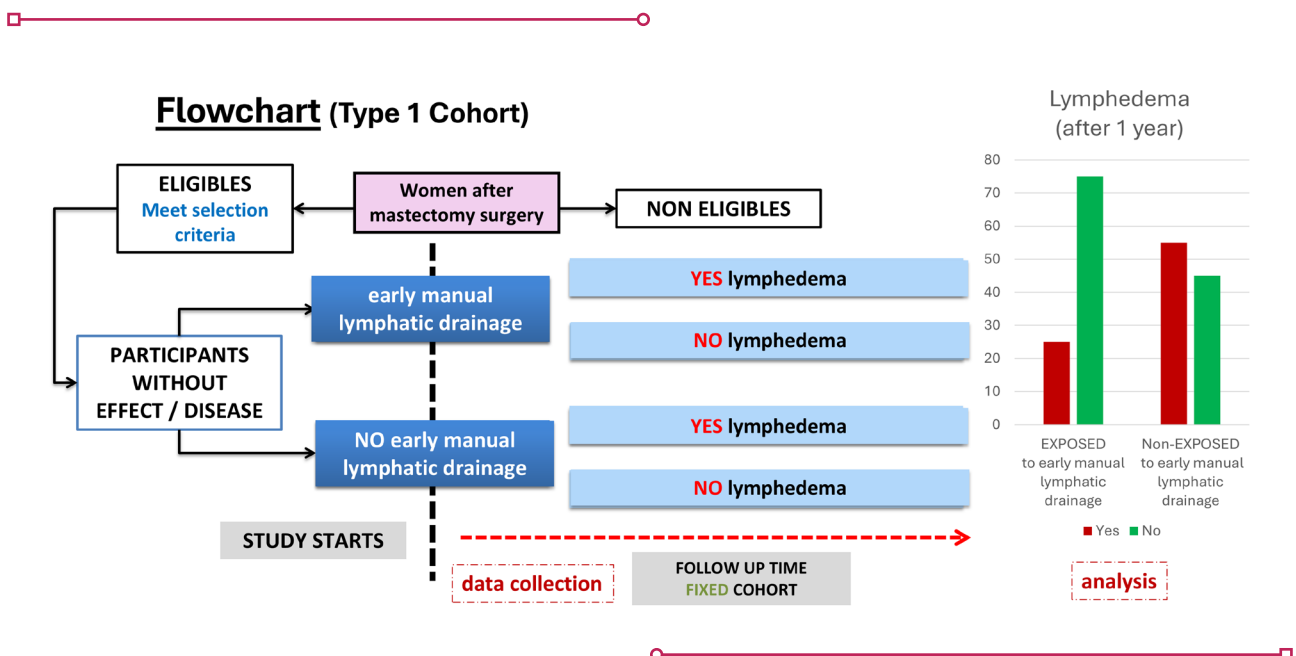 Flowchart (Type 1 Cohort)
ELIGIBLES
Meet selection
criteria
Women after
mastectomy surgery
NON ELIGIBLES
PARTICIPANTS
WITHOUT
EFFECT / DISEASE
early manual
lymphatic drainage
YES lymphedema
NO lymphedema
NO early manual
lymphatic drainage
YES lymphedema
NO lymphedema
STUDY STARTS
data collection
FOLLOW UP TIME
FIXED COHORT
Lymphedema
(after 1 year)
80
70
60
50
40
30
20
10
0
EXPOSED
to early manual
lymphatic
drainage
Non-EXPOSED
to early manual
lymphatic
drainage
Yes No
analysis